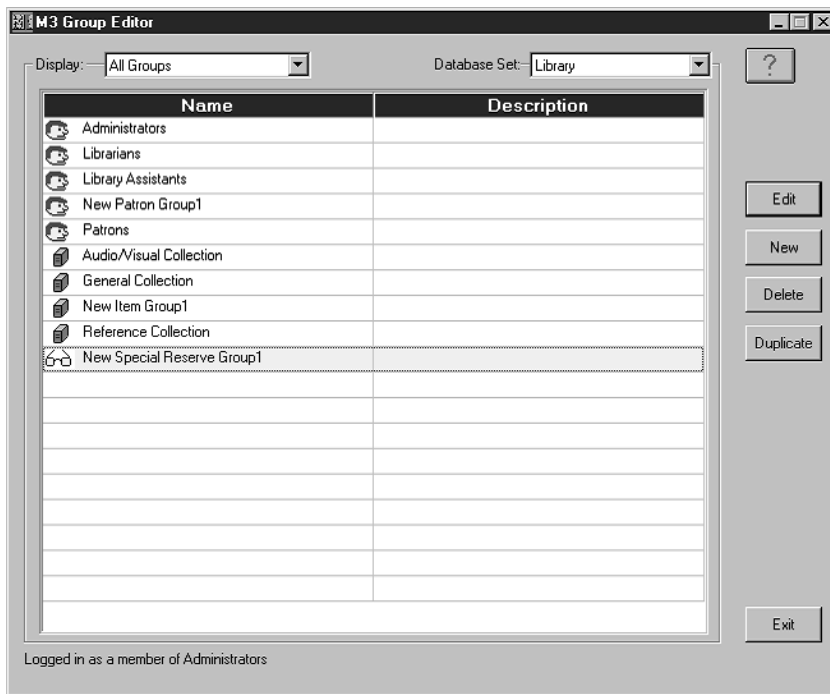 M3 Group Editor
Display: All Groups Database Set: Library ?
Name Description
Administrators
Librarians
Library Assistants
New Patron Group1
Patrons
Audio/Visual Collection
General Collection
New Item Group1
Reference Collection
New Special Reserve Group1
Edit
New
Delete
Duplicate
Exit
Logged in as a member of Administrators